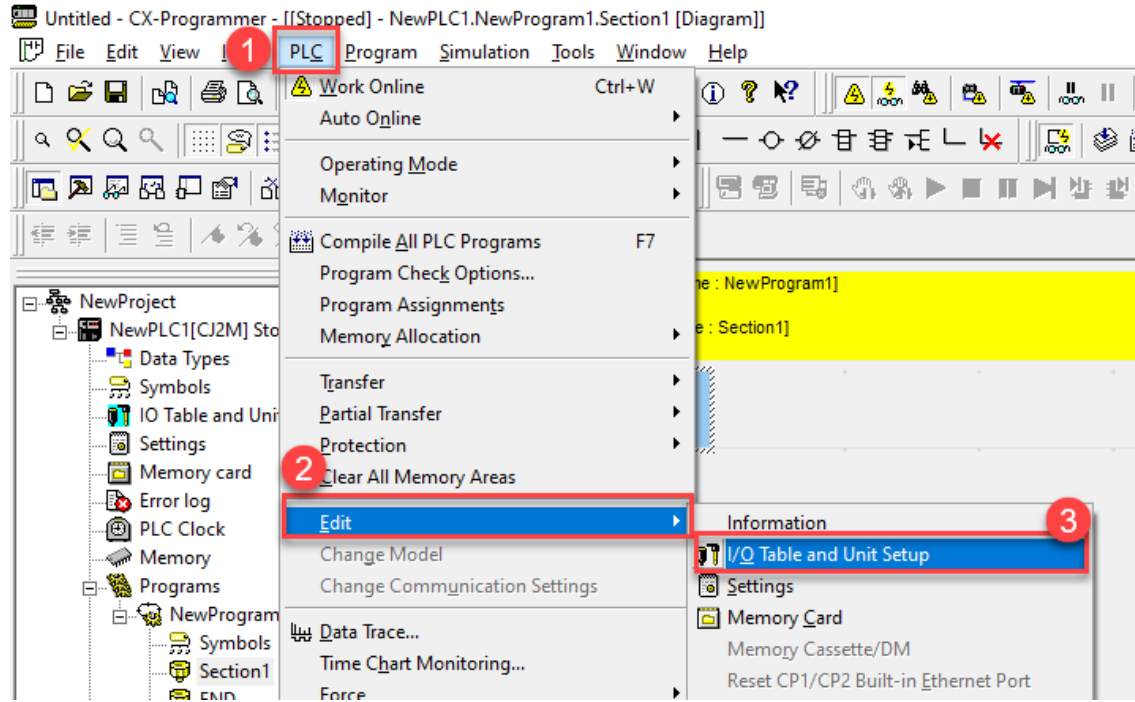 Untitled - CX-Programmer - [[Stopped] - NewPLC1.NewProgram1.Section1 [Diagram]]
File Edit View PLC Program Simulation Tools Window Help
1
Work Online Ctrl+W
Auto Online
Operating Mode
Monitor
Compile All PLC Programs F7
Program Check Options...
Program Assignments
Memory Allocation
Transfer
Partial Transfer
Protection
2
Clear All Memory Areas
Edit
Change Model
Change Communication Settings
Data Trace...
Time Chart Monitoring...
Force
NewProject
NewPLC1[CJ2M] Sto
Data Types
Symbols
IO Table and Uni
Settings
Memory card
Error log
PLC Clock
Memory
Programs
NewProgram
Symbols
Section1
END
me : NewProgram1]
e : Section1]
Information
3
I/O Table and Unit Setup
Settings
Memory Card
Memory Cassette/DM
Reset CP1/CP2 Built-in Ethernet Port